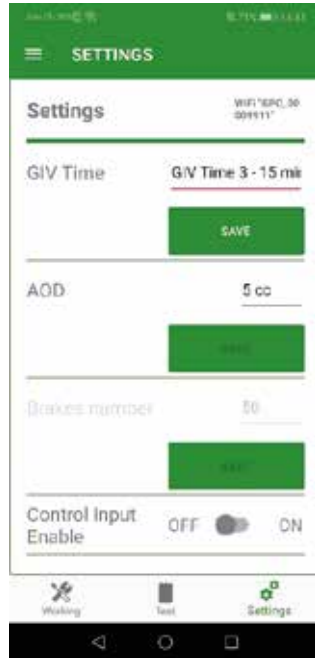 SETTINGS
Settings
GIV Time
GIV Time 3 - 15 min
SAVE
AOD
5 cc
Brakes number
50
Control Input
Enable
OFF
ON
Working
Test
Settings